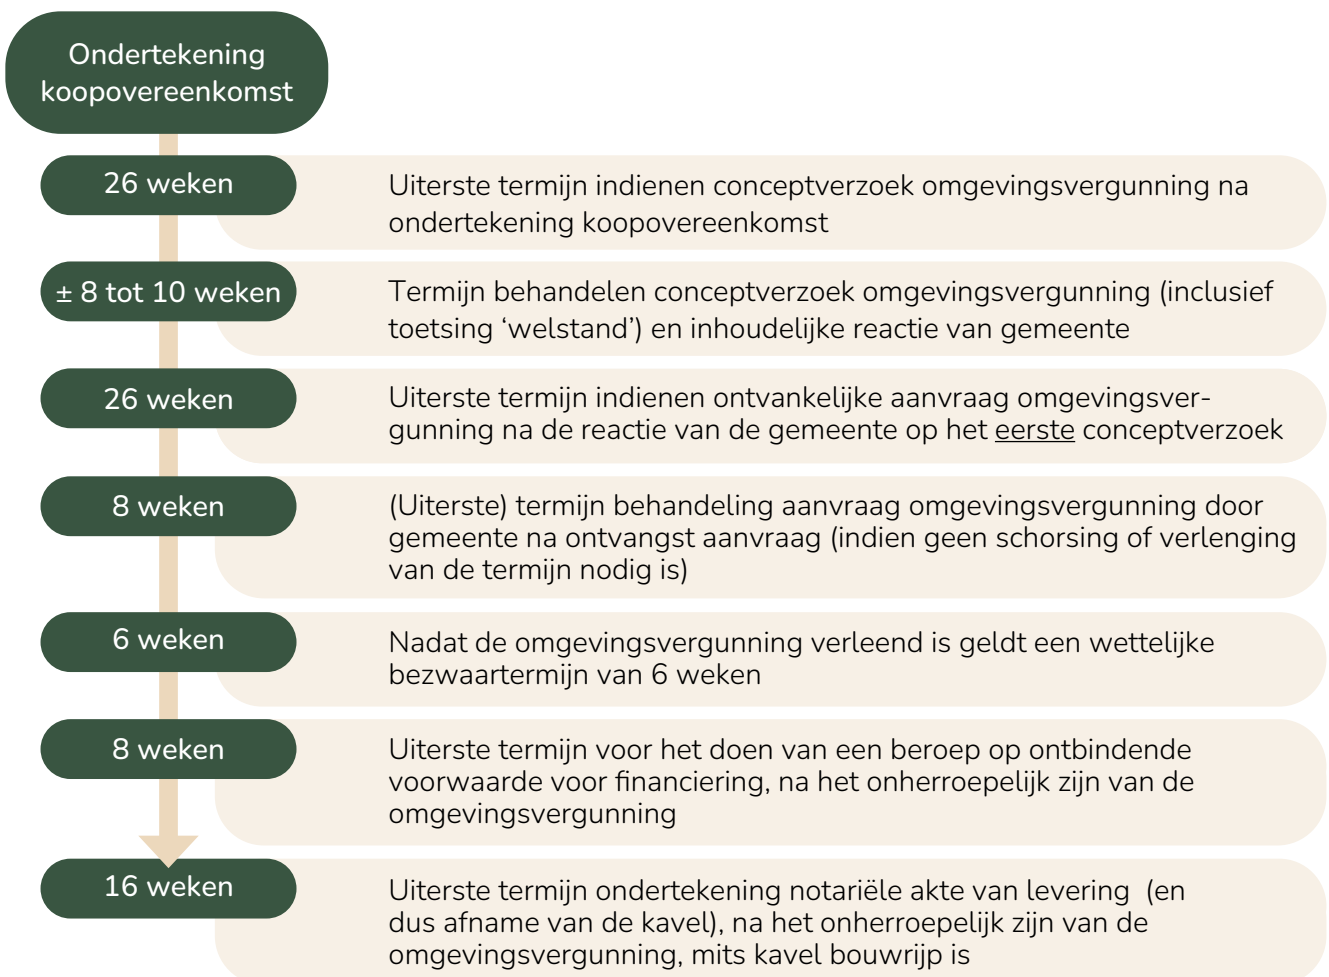 Ondertekening
koopovereenkomst
26 weken
Uiterste termijn indienen conceptverzoek omgevingsvergunning na
ondertekening koopovereenkomst
± 8 tot 10 weken
Termijn behandelen conceptverzoek omgevingsvergunning (inclusief
toetsing ‘welstand’) en inhoudelijke reactie van gemeente
26 weken
Uiterste termijn indienen ontvankelijke aanvraag omgevingsver-
gunning na de reactie van de gemeente op het eerste conceptverzoek
8 weken
(Uiterste) termijn behandeling aanvraag omgevingsvergunning door
gemeente na ontvangst aanvraag (indien geen schorsing of verlenging
van de termijn nodig is)
6 weken
Nadat de omgevingsvergunning verleend is geldt een wettelijke
bezwaartermijn van 6 weken
8 weken
Uiterste termijn voor het doen van een beroep op ontbindende
voorwaarde voor financiering, na het onherroepelijk zijn van de
omgevingsvergunning
16 weken
Uiterste termijn ondertekening notariële akte van levering (en
dus afname van de kavel), na het onherroepelijk zijn van de
omgevingsvergunning, mits kavel bouwrijp is